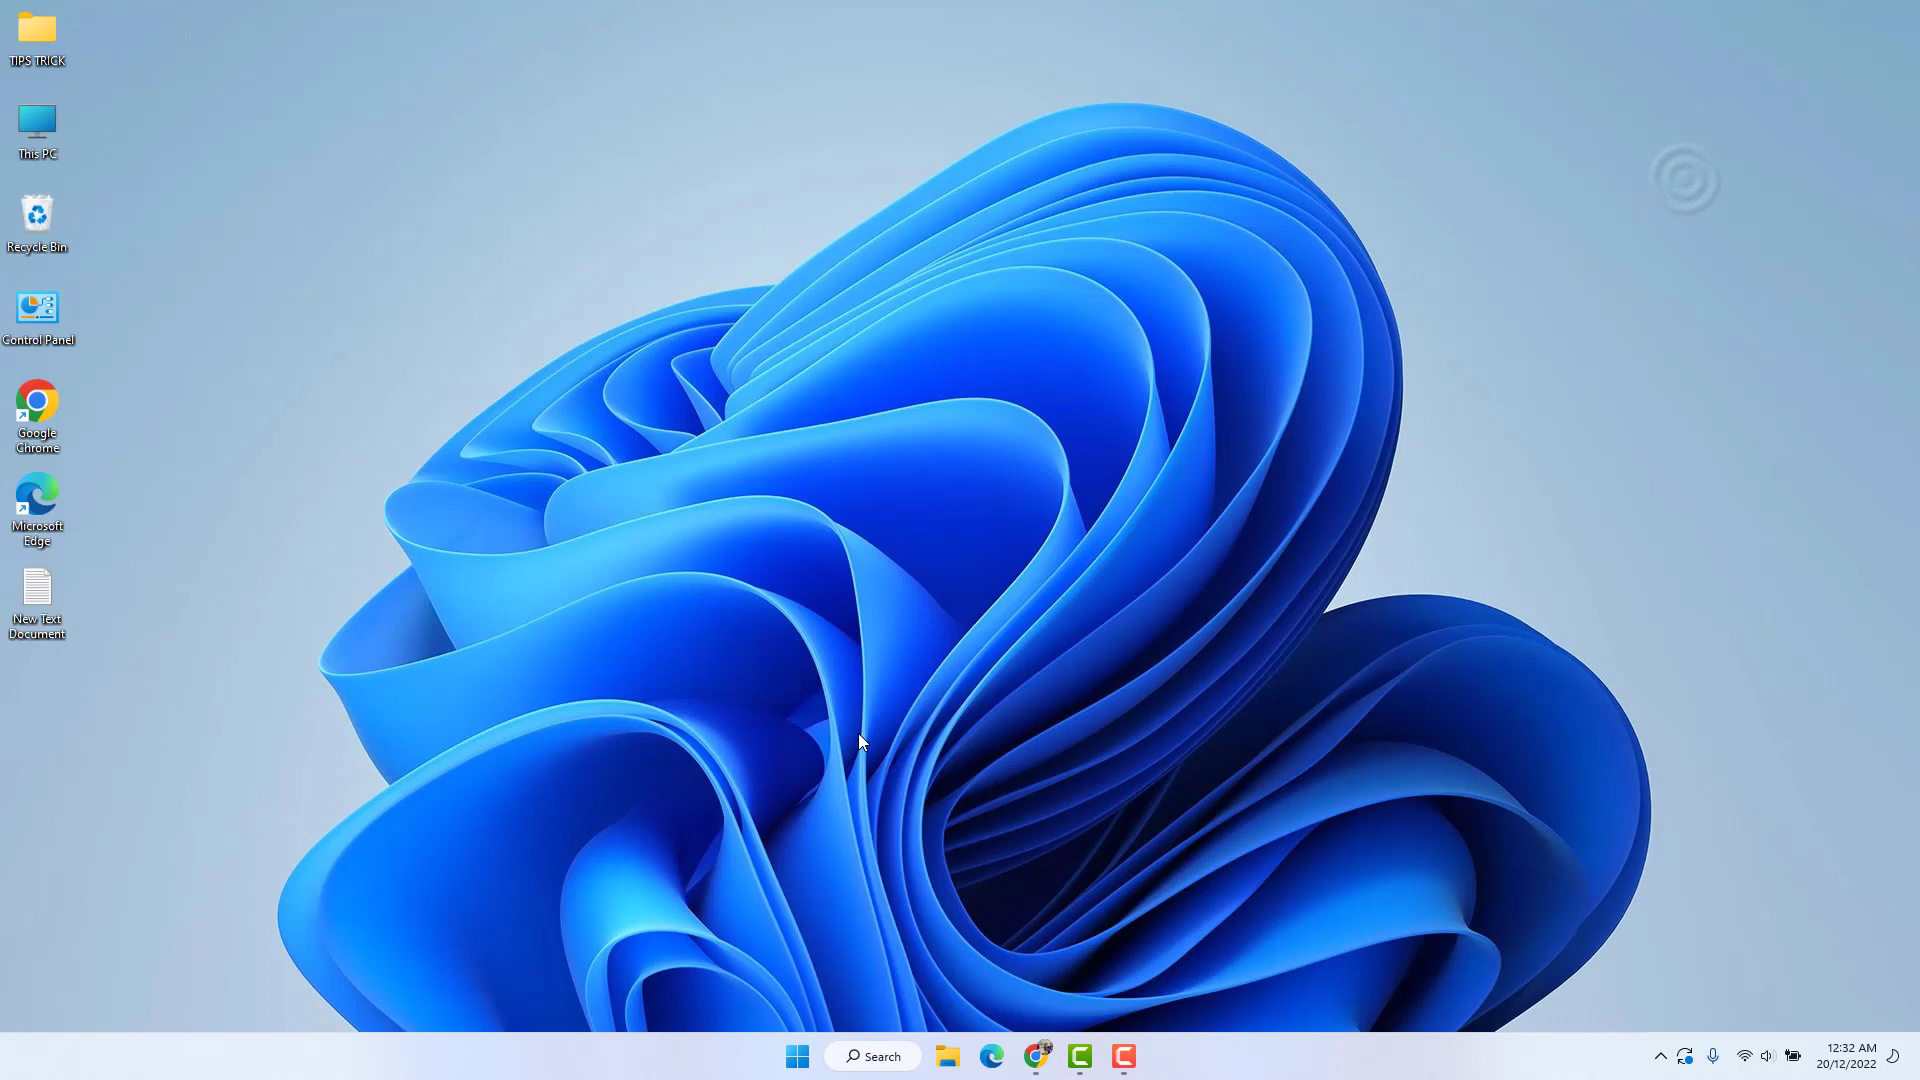 TIPS TRICK
This PC
Recycle Bin
Control Panel
Google
Chrome
Microsoft
Edge
New Text
Document
Search
12:32 AM
20/12/2022